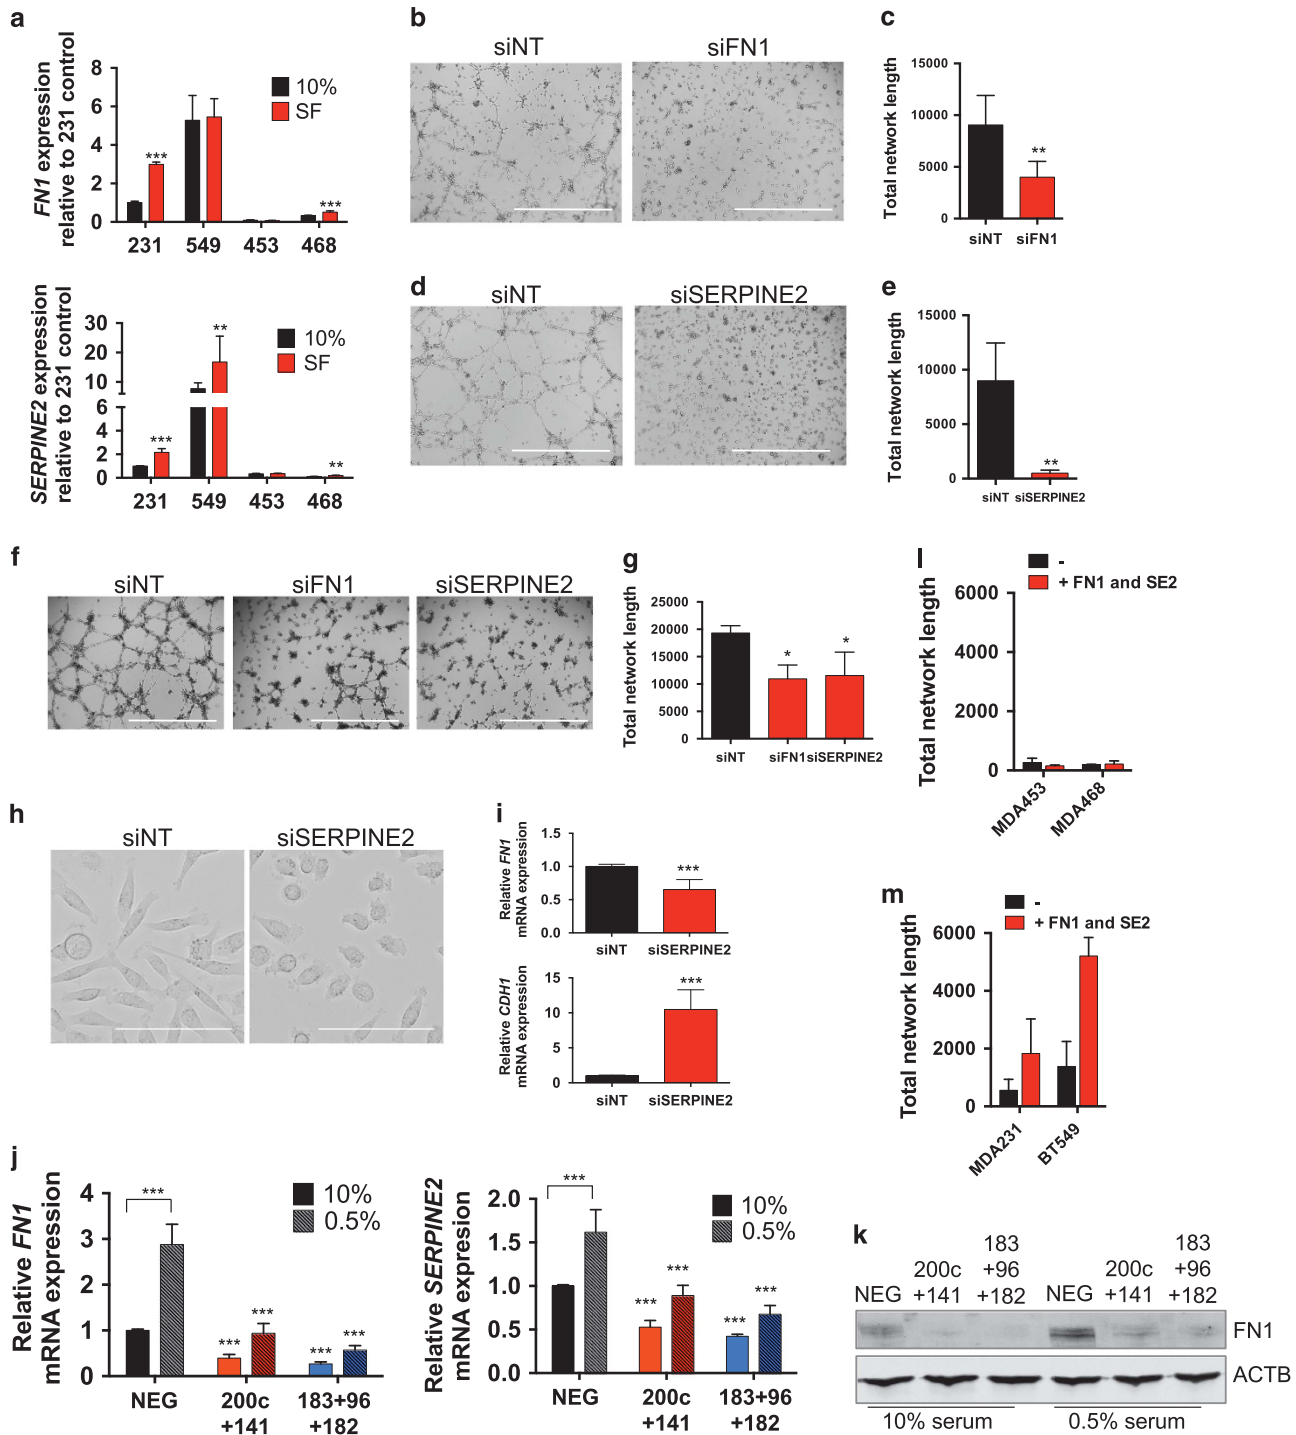 a
FN1 expression
relative to 231 control
8
6
4
2
0
10%
SF
***
***
231 549 453 468
SERPINE2 expression
relative to 231 control
30
20
10
6
4
2
0
10%
SF
***
**
**
231 549 453 468
b
siNT siFN1
c
Total network length
15000
10000
5000
0
**
siNT siFN1
d
siNT siSERPINE2
e
Total network length
15000
10000
5000
0
**
siNT siSERPINE2
f
siNT siFN1 siSERPINE2
g
Total network length
25000
20000
15000
10000
5000
0
*
*
siNT siFN1 siSERPINE2
l
-
+ FN1 and SE2
Total network length
6000
4000
2000
0
MDA453 MDA468
h
siNT siSERPINE2
i
Relative FN1
mRNA expression
1.5
1.0
0.5
0.0
***
siNT siSERPINE2
Relative CDH1
mRNA expression
15
10
5
0
***
siNT siSERPINE2
m
-
+ FN1 and SE2
Total network length
6000
4000
2000
0
MDA231 BT549
j
Relative FN1
mRNA expression
4
3
2
1
0
10%
0.5%
***
***
***
***
***
NEG 200c 183+96
+141 +182
Relative SERPINE2
mRNA expresion
2.0
1.5
1.0
0.5
0.0
10%
0.5%
***
***
***
***
***
NEG 200c 183+96
+141 +182
k
183 183
200c +96 200c +96
NEG +141 +182 NEG +141 +182
FN1
ACTB
10% serum 0.5% serum